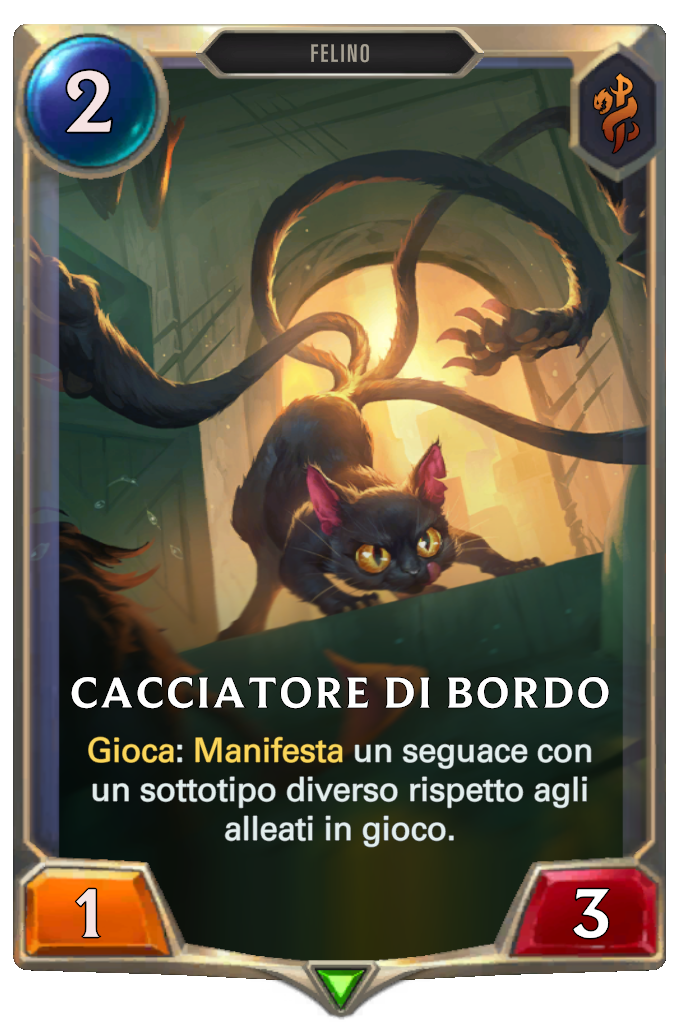 FELINO
2
CACCIATORE DI BORDO
Gioca: Manifesta un seguace con
un sottotipo diverso rispetto agli
alleati in gioco.
1
3